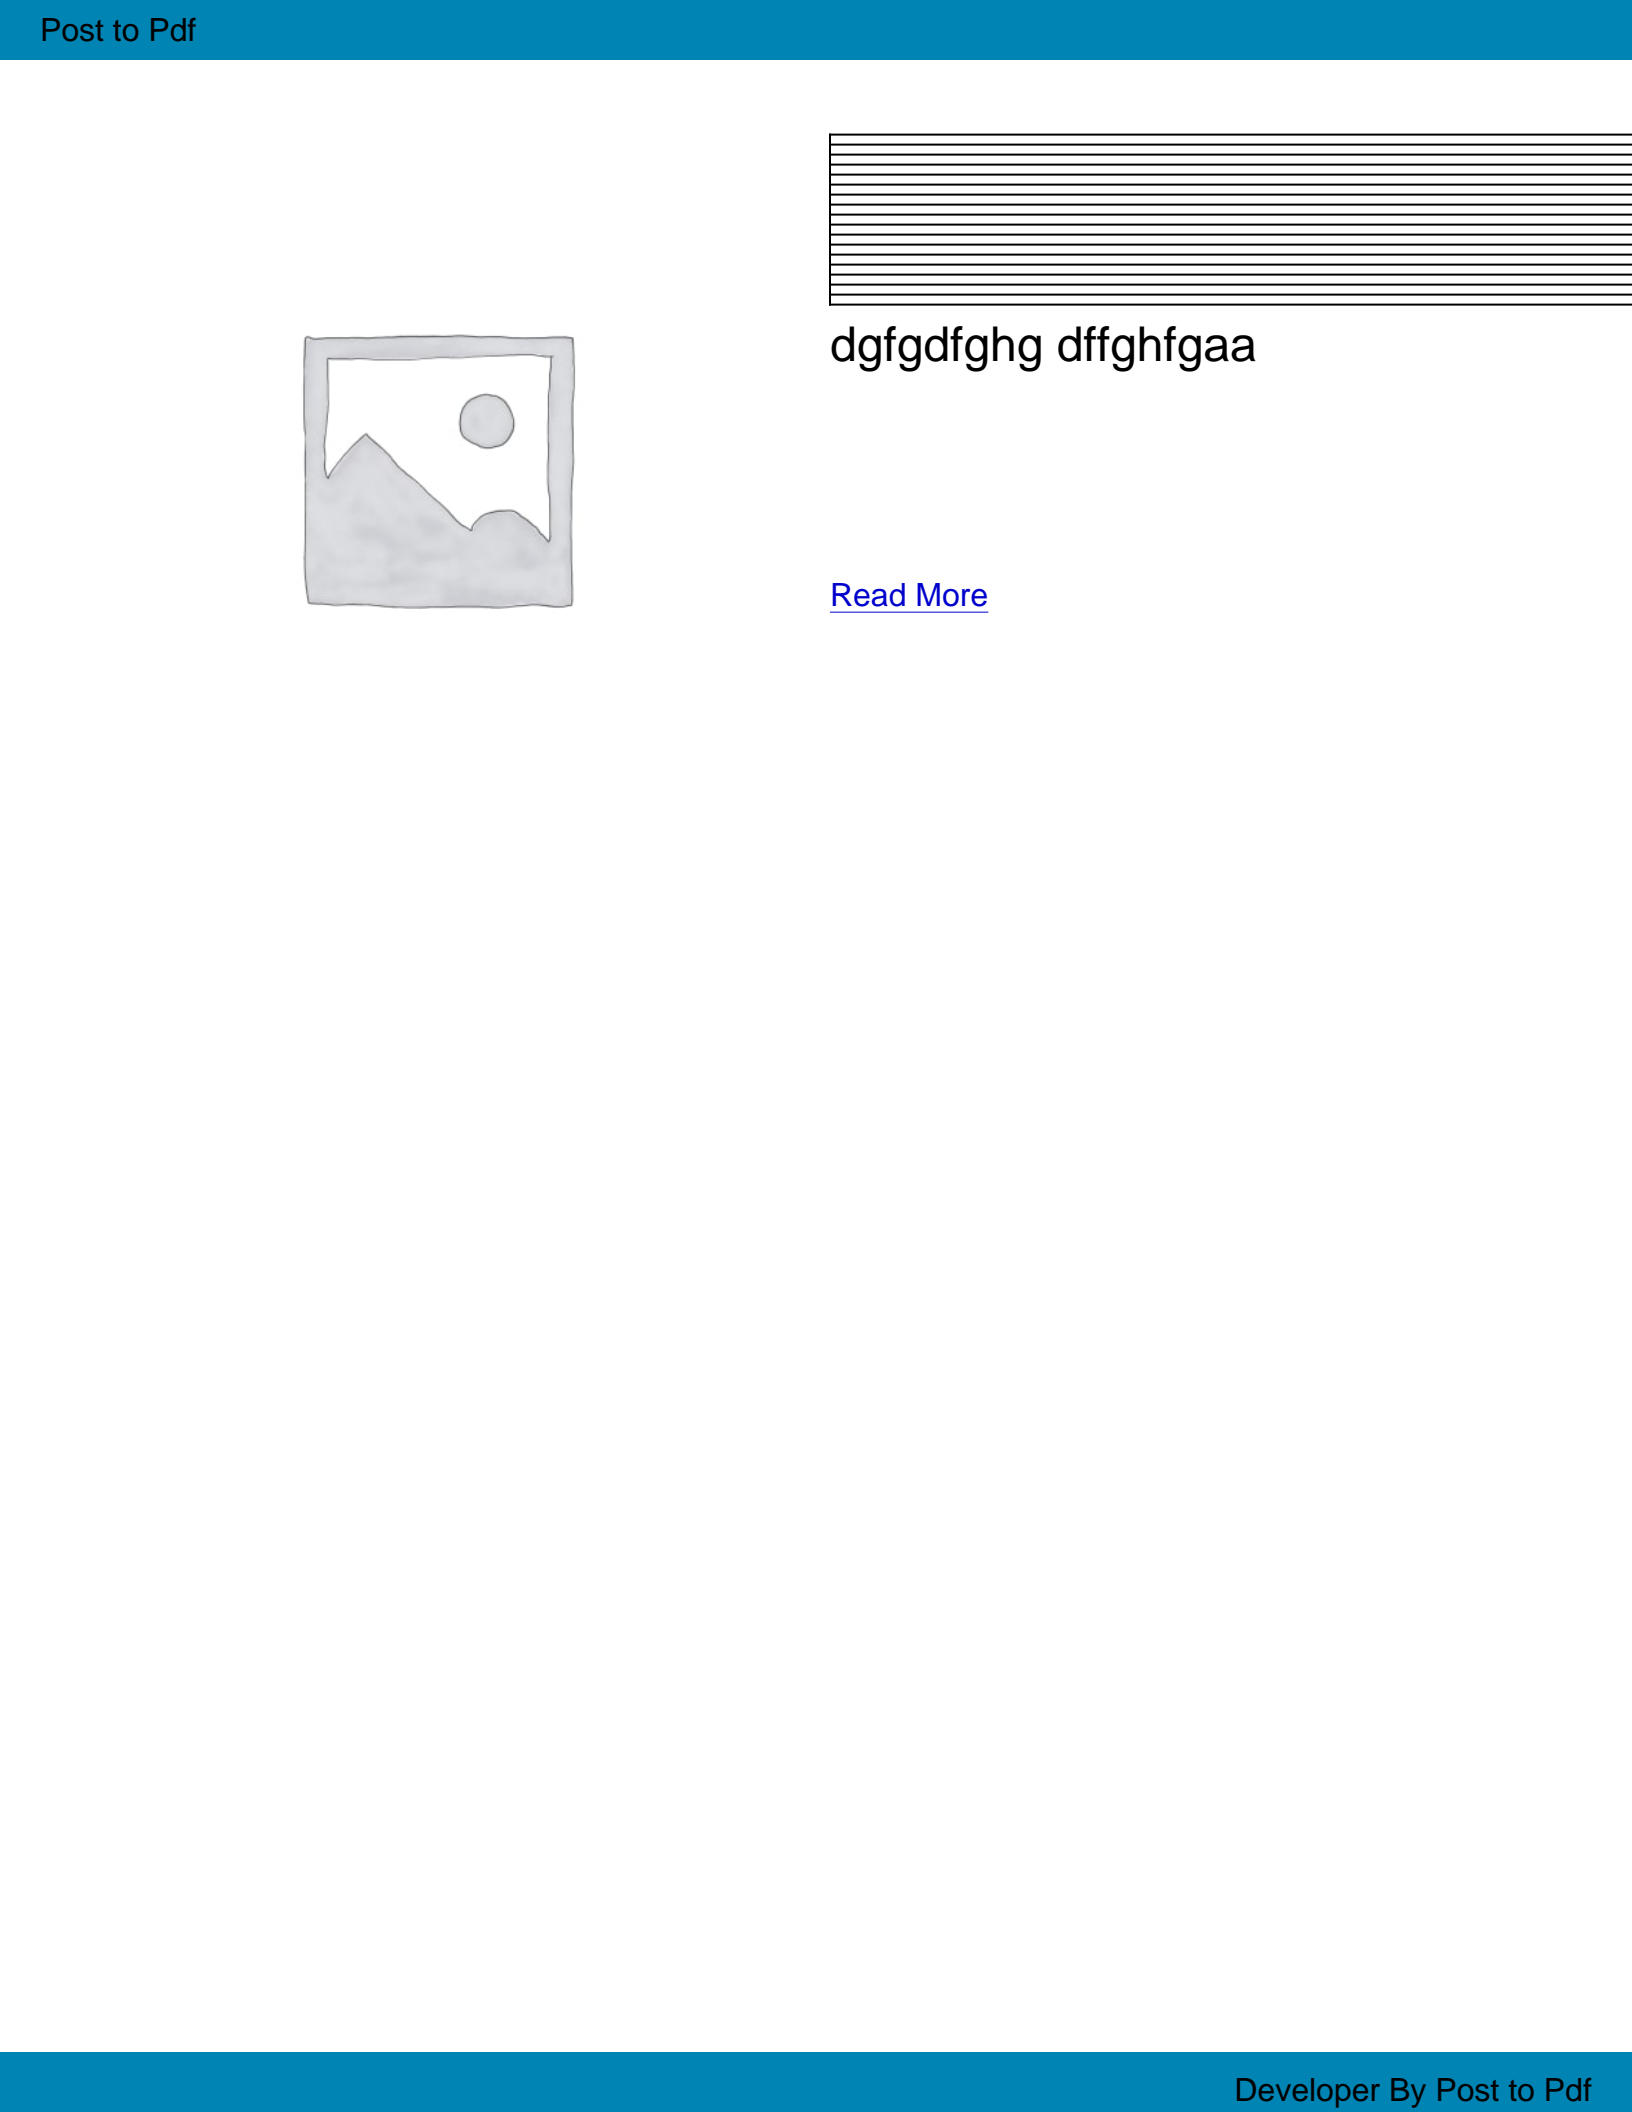 Post to Pdf
dgfgdfghg dffghfgaa
Read More
Developer By Post to Pdf